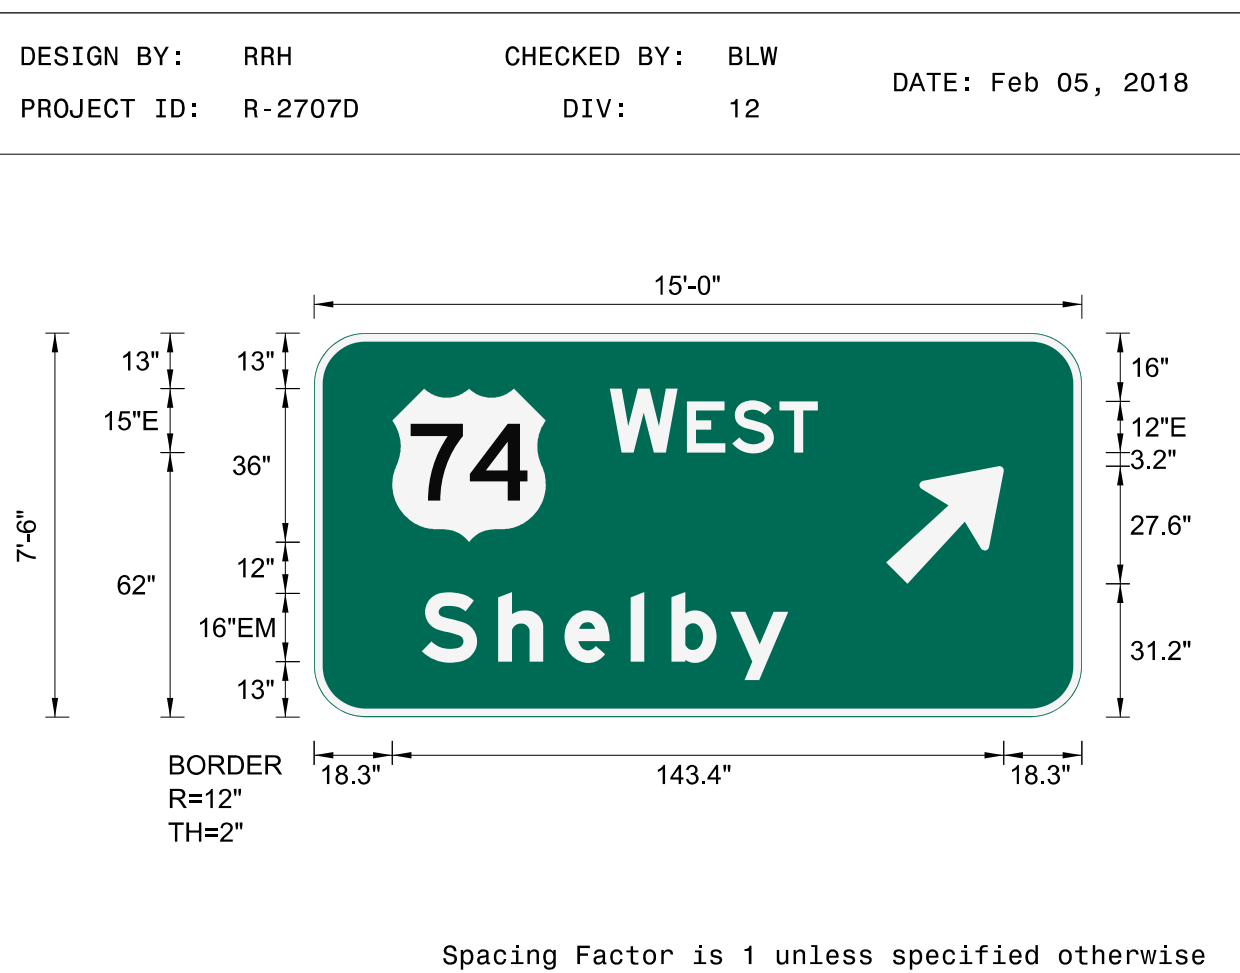 DESIGN BY: RRH CHECKED BY: BLW
DATE: Feb 05, 2018
PROJECT ID: R-2707D DIV: 12
15'-0"
13" 13" 16"
15"E 12"E
36" 3.2"
7'-6" 27.6"
62" 12"
16"EM 31.2"
13"
74 WEST
Shelby
18.3" 143.4" 18.3"
BORDER
R=12"
TH=2"
Spacing Factor is 1 unless specified otherwise